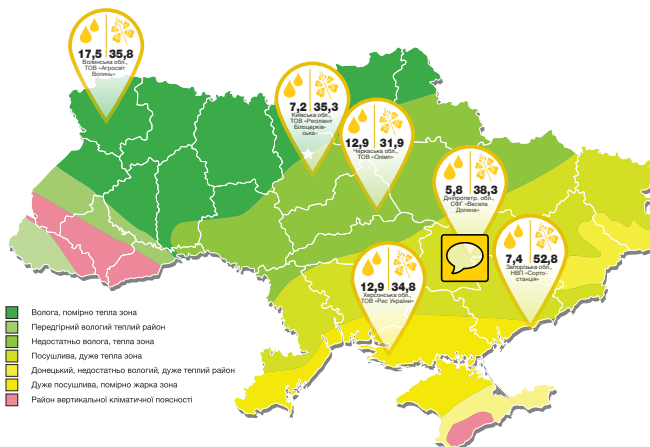 17,5 35,8
Волинська обл.,
ТОВ «Агросвіт
Волинь»
7,2 35,3
Київська обл.,
ТОВ «Ресілієнт
Білоцерків-
ська»
12,9 31,9
Черкаська обл.,
ТОВ «Олімп»
5,8 38,3
Дніпропетр. обл.,
СФГ «Весела
Долина»
7,4 52,8
Запорізька обл.,
НВП «Сорто-
станція»
12,9 34,8
Херсонська обл.,
ТОВ «Рис України»
Волога, помірно тепла зона
Передгірний вологий теплий район
Недостатньо волога, тепла зона
Посушлива, дуже тепла зона
Донецький, недостатньо вологий, дуже теплий район
Дуже посушлива, помірно жарка зона
Район вертикальної кліматичної поясності